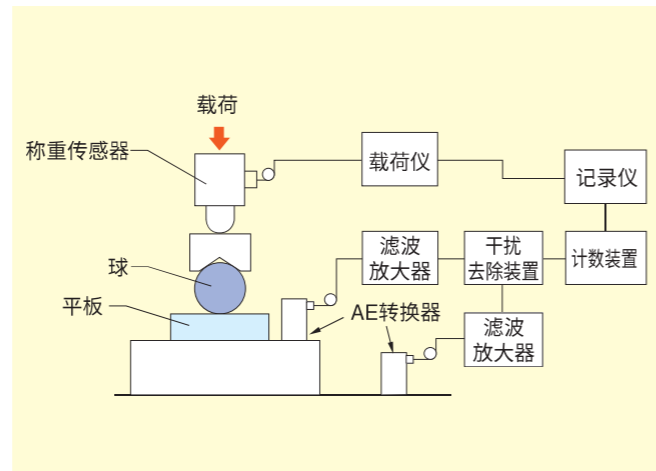 载荷
称重传感器
载荷仪
记录仪
滤波
放大器
干扰
去除装置
计数装置
球
平板
AE转换器
滤波
放大器